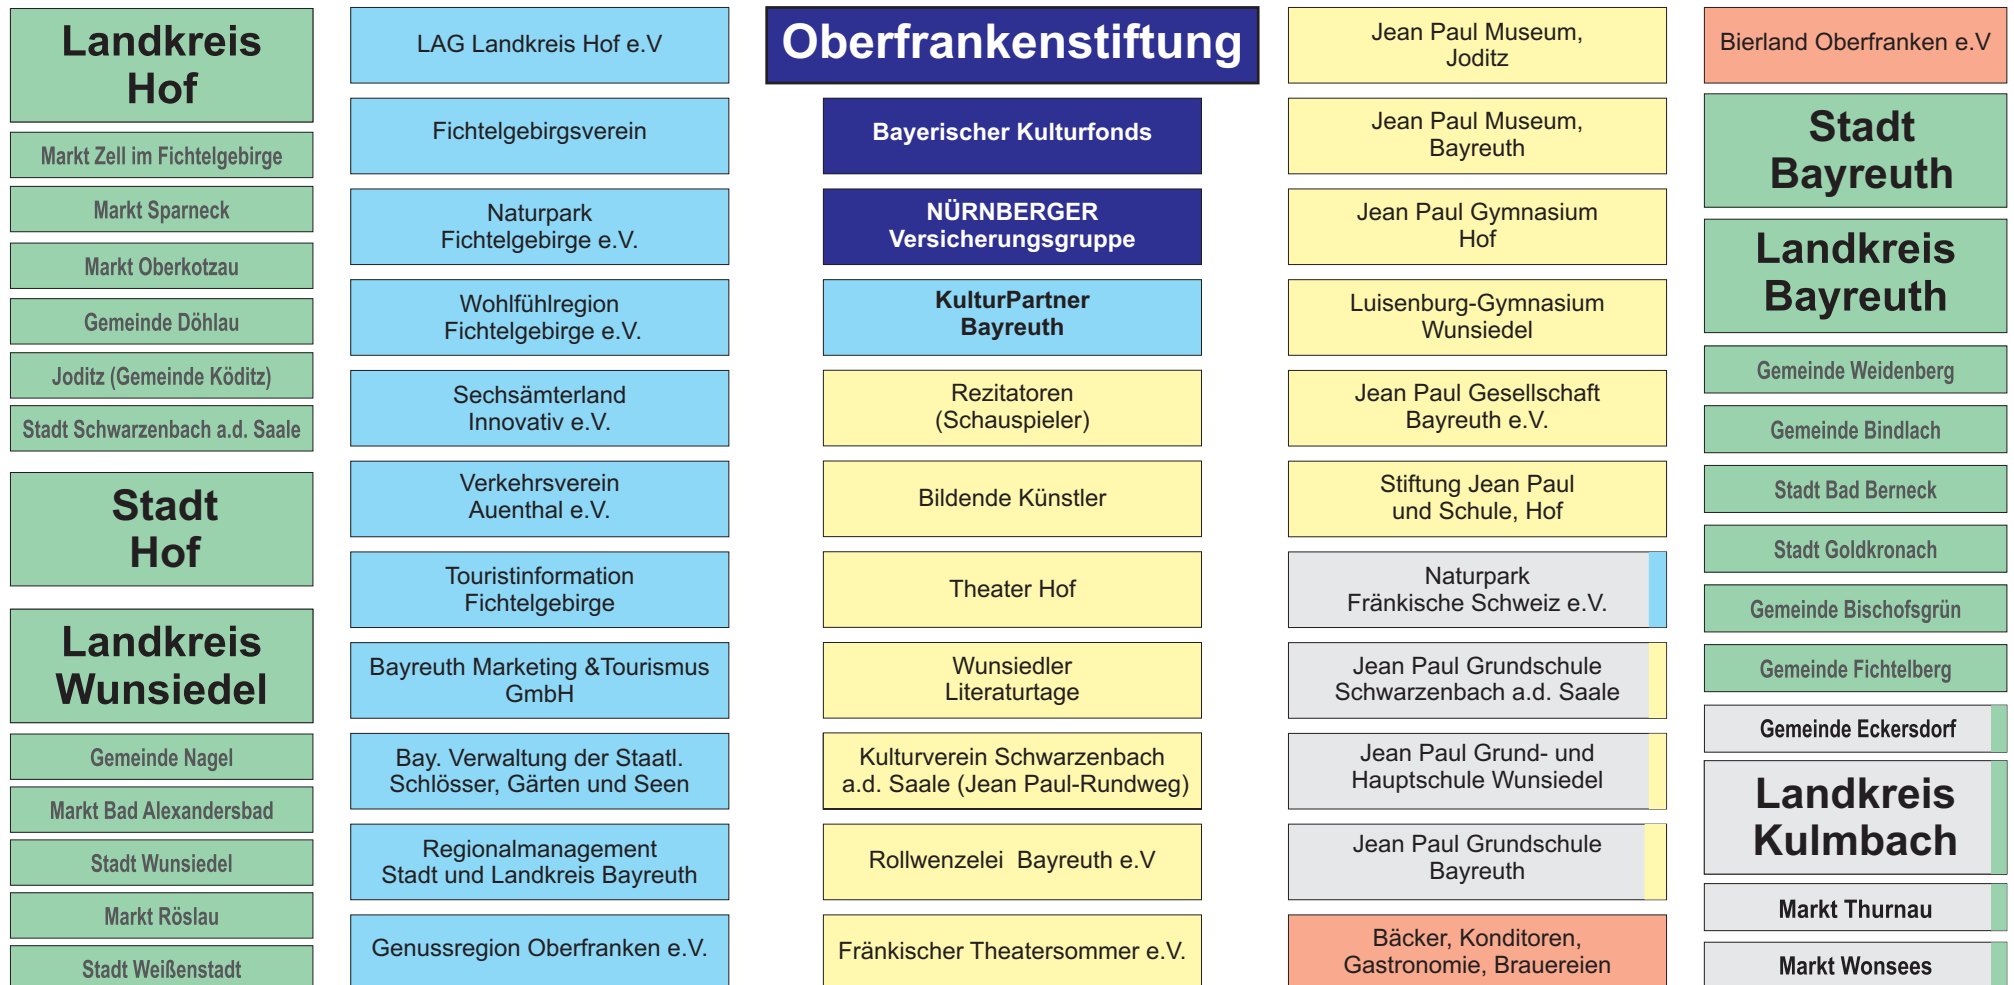 Landkreis
Hof
Markt Zell im Fichtelgebirge
Markt Sparneck
Markt Oberkotzau
Gemeinde Döhlau
Joditz (Gemeinde Köditz)
Stadt Schwarzenbach a.d. Saale
Stadt
Hof
Landkreis
Wunsiedel
Gemeinde Nagel
Markt Bad Alexandersbad
Stadt Wunsiedel
Markt Röslau
Stadt Weißenstadt
LAG Landkreis Hof e.V
Fichtelgebirgsverein
Naturpark
Fichtelgebirge e.V.
Wohlfühlregion
Fichtelgebirge e.V.
Sechsämterland
Innovativ e.V.
Verkehrsverein
Auenthal e.V.
Touristinformation
Fichtelgebirge
Bayreuth Marketing &Tourismus
GmbH
Bay. Verwaltung der Staatl.
Schlösser, Gärten und Seen
Regionalmanagement
Stadt und Landkreis Bayreuth
Genussregion Oberfranken e.V.
Oberfrankenstiftung
Bayerischer Kulturfonds
NÜRNBERGER
Versicherungsgruppe
KulturPartner
Bayreuth
Rezitatoren
(Schauspieler)
Bildende Künstler
Theater Hof
Wunsiedler
Literaturtage
Kulturverein Schwarzenbach
a.d. Saale (Jean Paul-Rundweg)
Rollwenzelei Bayreuth e.V
Fränkischer Theatersommer e.V.
Jean Paul Museum,
Joditz
Jean Paul Museum,
Bayreuth
Jean Paul Gymnasium
Hof
Luisenburg-Gymnasium
Wunsiedel
Jean Paul Gesellschaft
Bayreuth e.V.
Stiftung Jean Paul
und Schule, Hof
Naturpark
Fränkische Schweiz e.V.
Jean Paul Grundschule
Schwarzenbach a.d. Saale
Jean Paul Grund- und
Hauptschule Wunsiedel
Jean Paul Grundschule
Bayreuth
Bäcker, Konditoren,
Gastronomie, Brauereien
Bierland Oberfranken e.V
Stadt
Bayreuth
Landkreis
Bayreuth
Gemeinde Weidenberg
Gemeinde Bindlach
Stadt Bad Berneck
Stadt Goldkronach
Gemeinde Bischofsgrün
Gemeinde Fichtelberg
Gemeinde Eckersdorf
Landkreis
Kulmbach
Markt Thurnau
Markt Wonsees